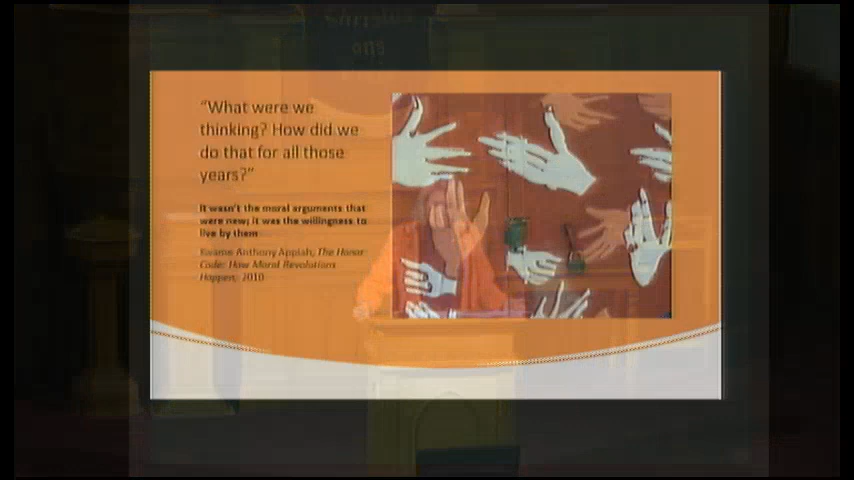 Christus
ons
“What were we
thinking? How did we
do that for all those
years?”
It wasn't the moral arguments that
were new; it was the willingness to
live by them
Kwame Anthony Appiah, The Honor
Code: How Moral Revolutions
Happen, 2010